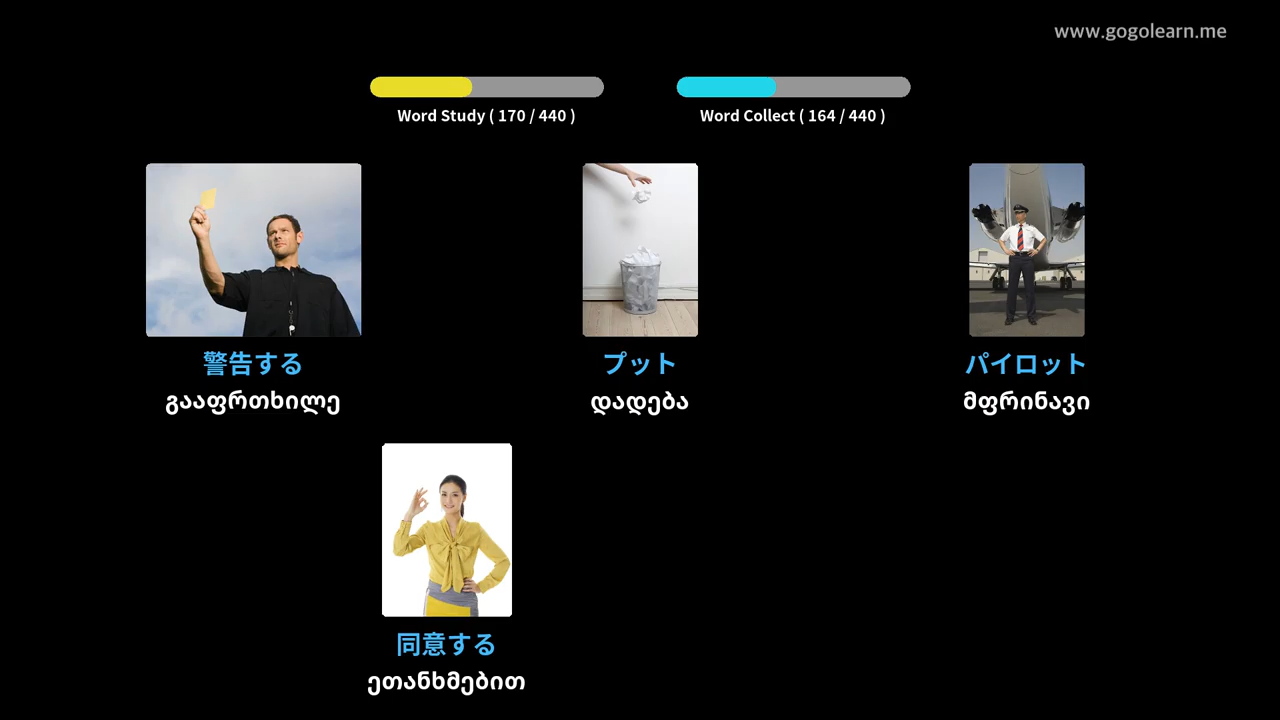 www.gogolearn.me
Word Study ( 170 / 440 )
Word Collect ( 164 / 440 )
警告する
プット
パイロット
გააფრთხილე
დადება
მფრინავი
同意する
ეთანხმებით